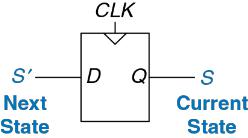 CLK
S′ D Q S
Next Current
State State